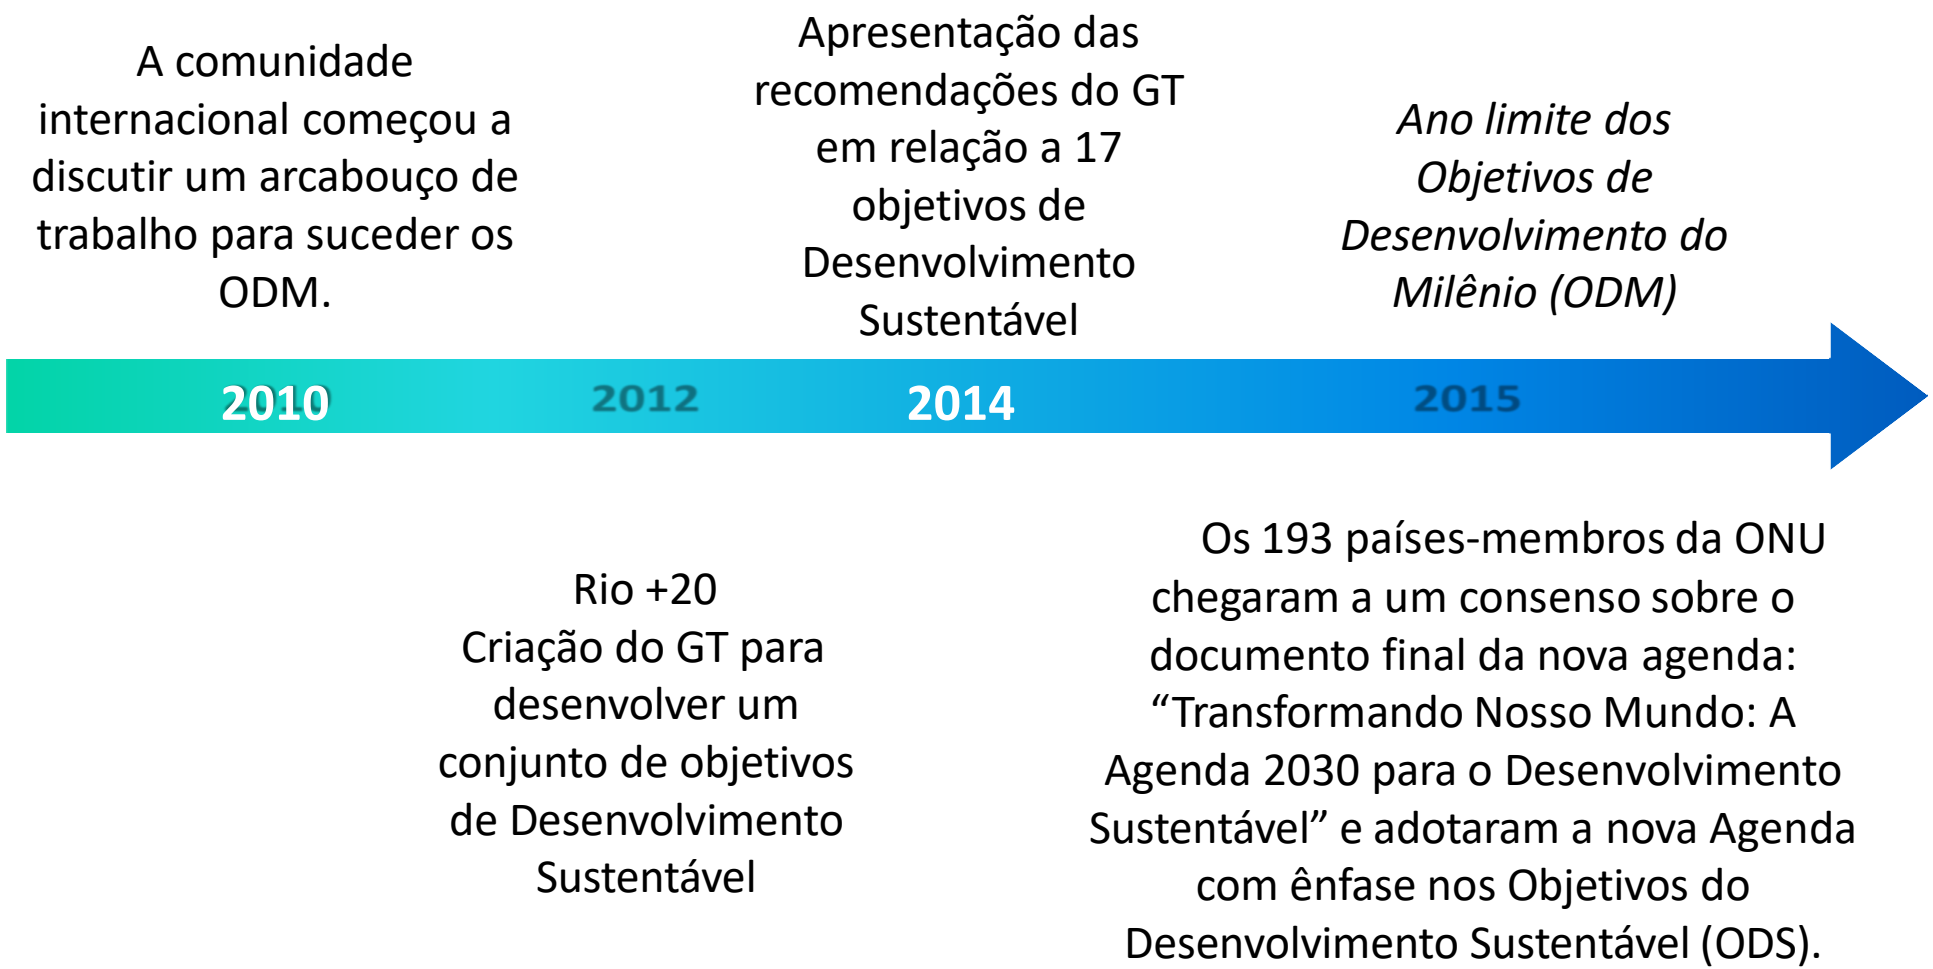 A comunidade
internacional começou a
discutir um arcabouço de
trabalho para suceder os
ODM.
Apresentação das
recomendações do GT
em relação a 17
objetivos de
Desenvolvimento
Sustentável
Ano limite dos
Objetivos de
Desenvolvimento do
Milênio (ODM)
2010
2012
2014
2015
Rio +20
Criação do GT para
desenvolver um
conjunto de objetivos
de Desenvolvimento
Sustentável
Os 193 países-membros da ONU
chegaram a um consenso sobre o
documento final da nova agenda:
“Transformando Nosso Mundo: A
Agenda 2030 para o Desenvolvimento
Sustentável” e adotaram a nova Agenda
com ênfase nos Objetivos do
Desenvolvimento Sustentável (ODS).